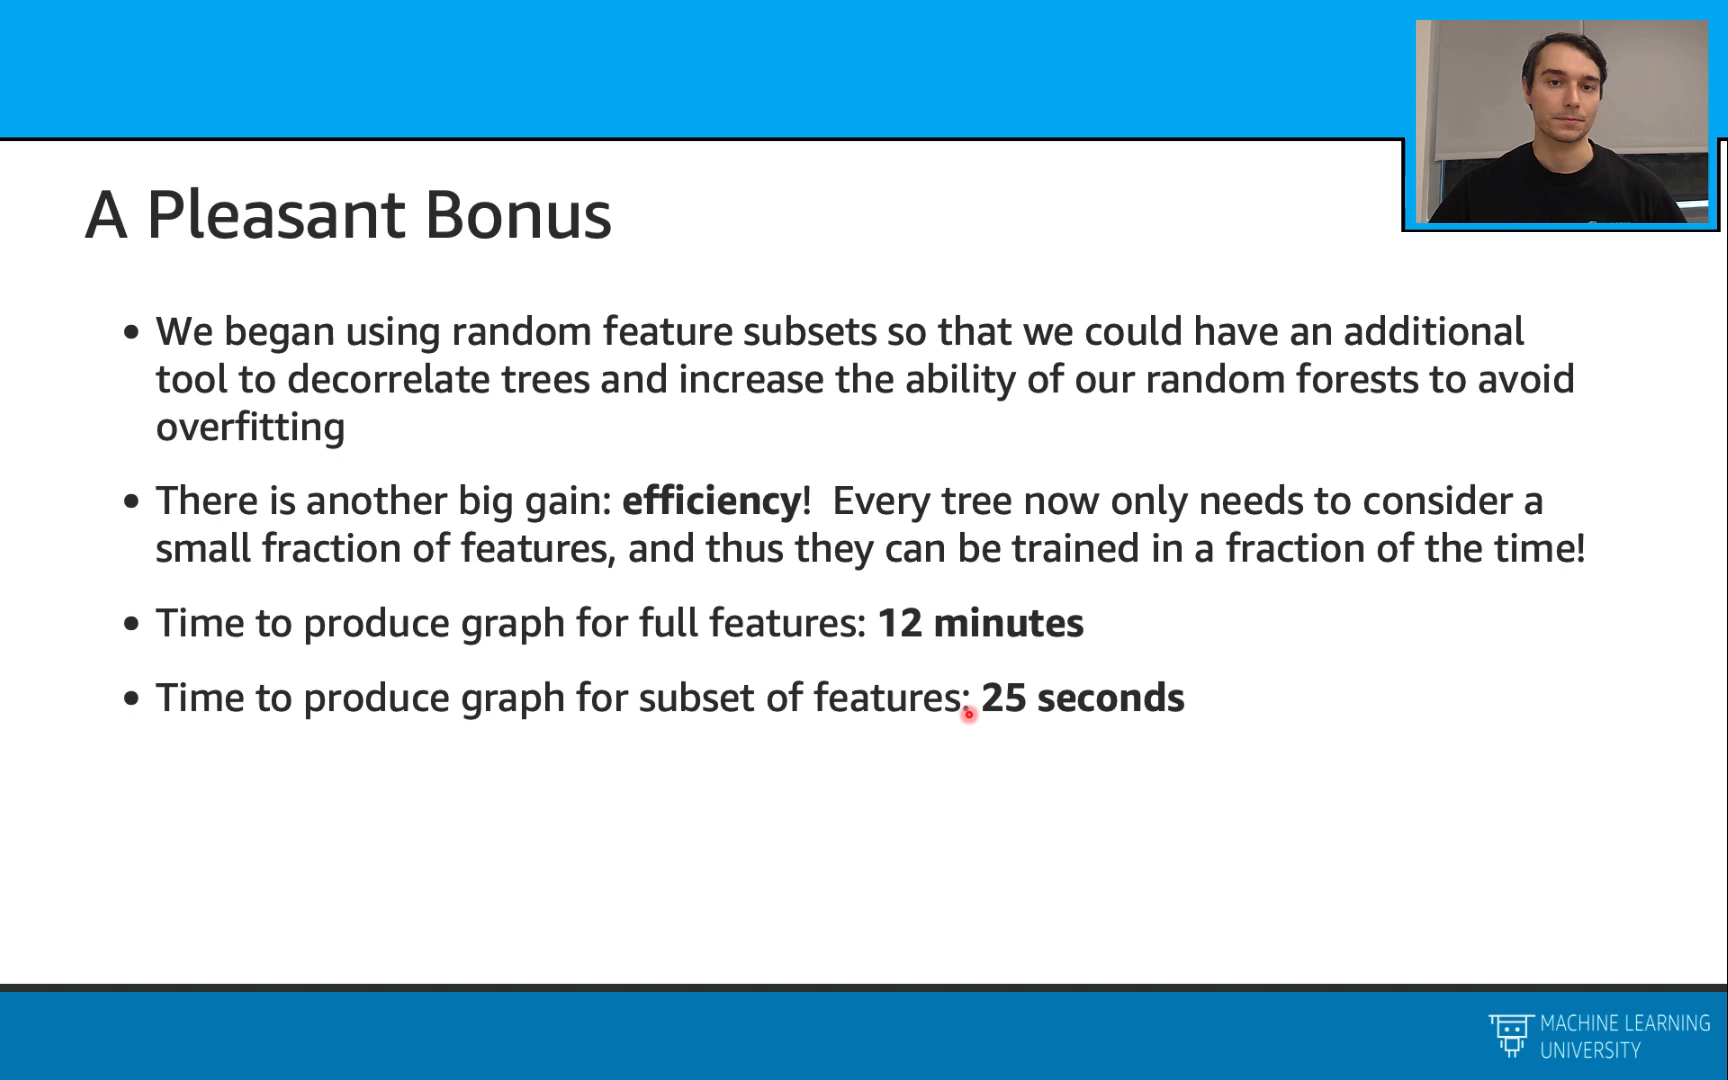 A Pleasant Bonus
• We began using random feature subsets so that we could have an additional
tool to decorrelate trees and increase the ability of our random forests to avoid
overfitting
• There is another big gain: efficiency!  Every tree now only needs to consider a
small fraction of features, and thus they can be trained in a fraction of the time!
• Time to produce graph for full features: 12 minutes
• Time to produce graph for subset of features: 25 seconds
MACHINE LEARNING
UNIVERSITY